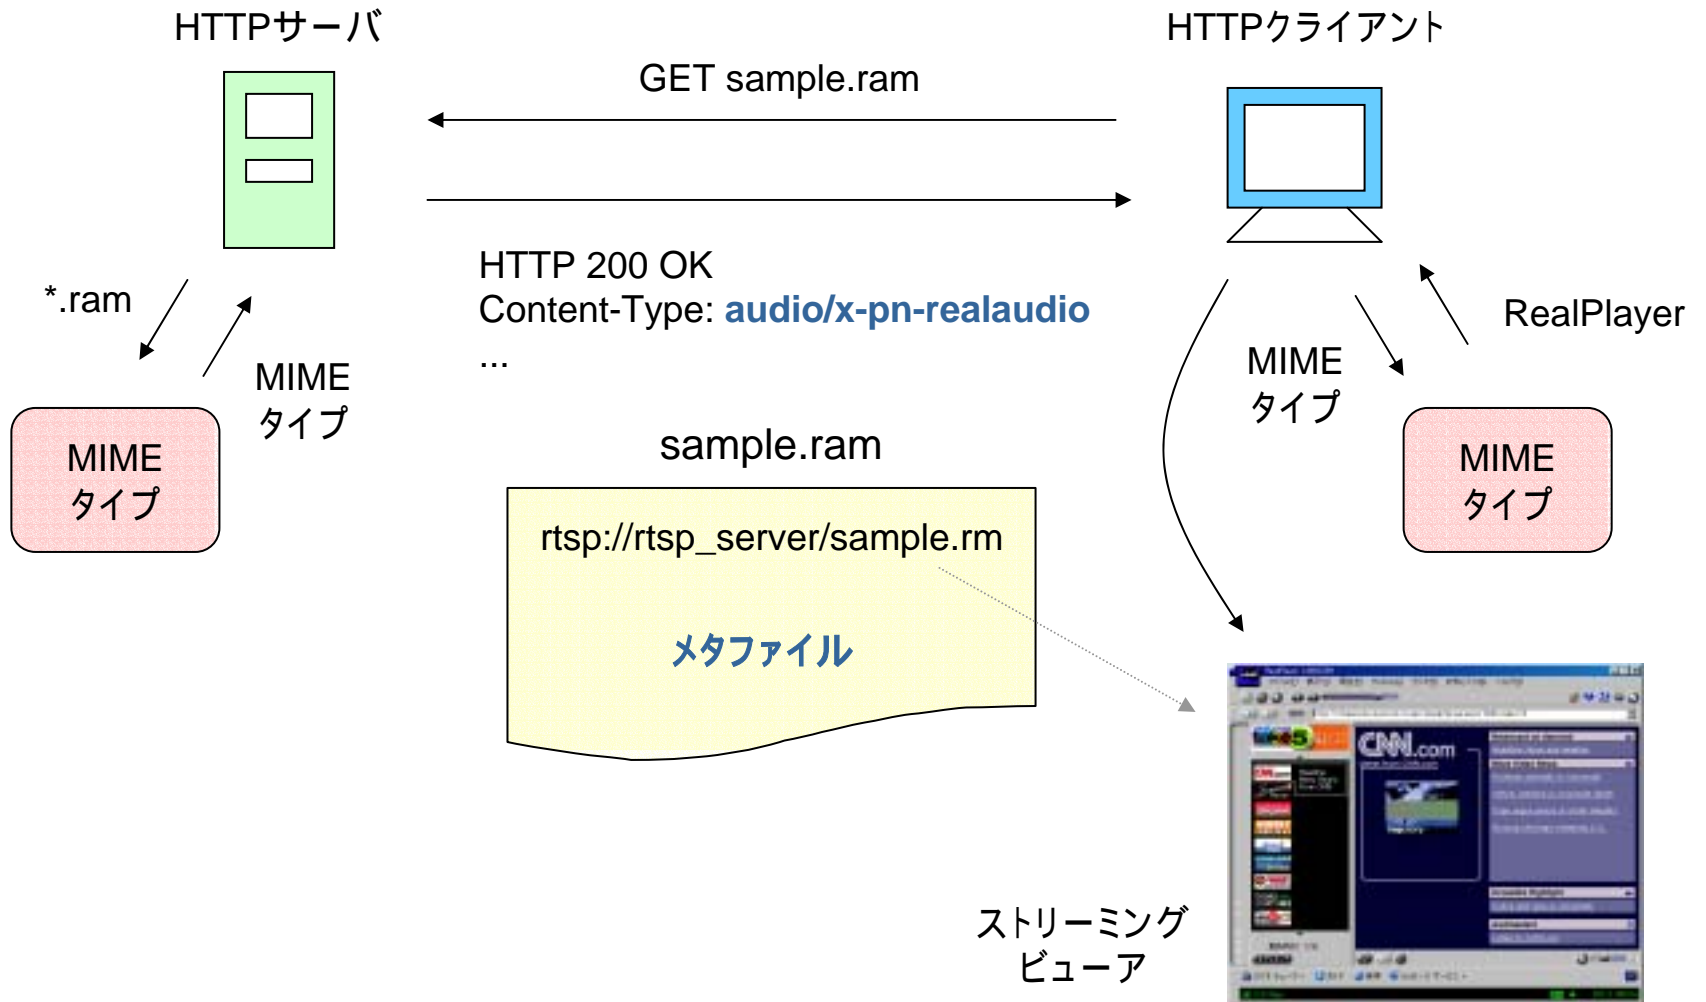 HTTPサーバ
HTTPクライアント
GET sample.ram
HTTP 200 OK
Content-Type: audio/x-pn-realaudio
...
*.ram
MIME
タイプ
MIME
タイプ
RealPlayer
MIME
タイプ
MIME
タイプ
sample.ram
rtsp://rtsp_server/sample.rm
メタファイル
CNN.com
ストリーミング
ビューア